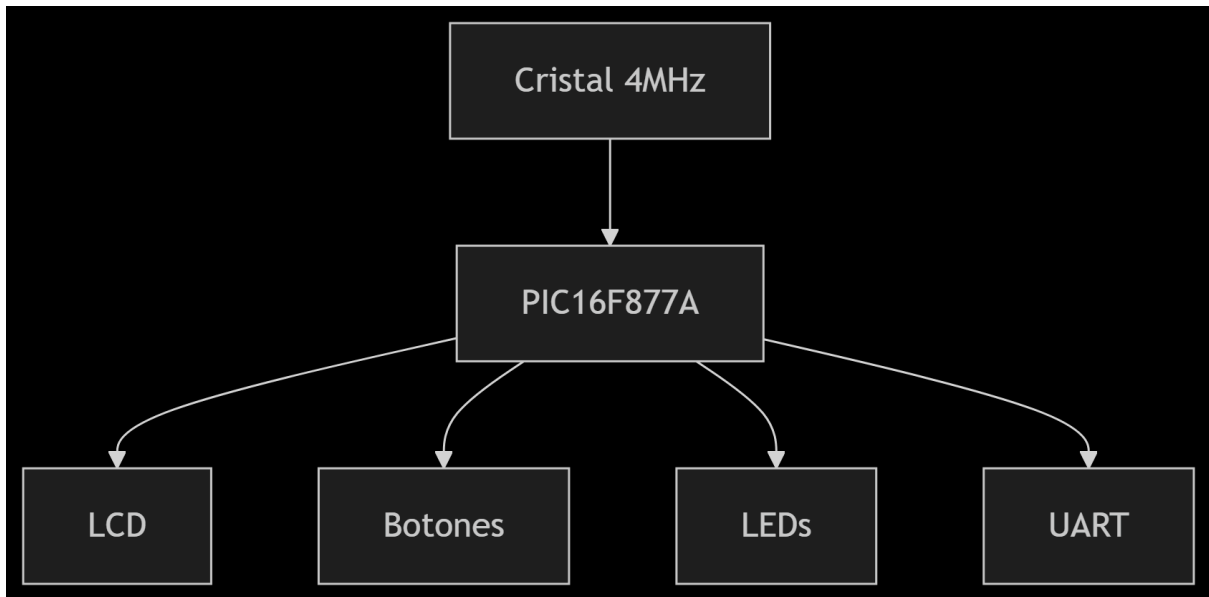 Cristal 4MHz
PIC16F877A
LCD
Botones
LEDs
UART